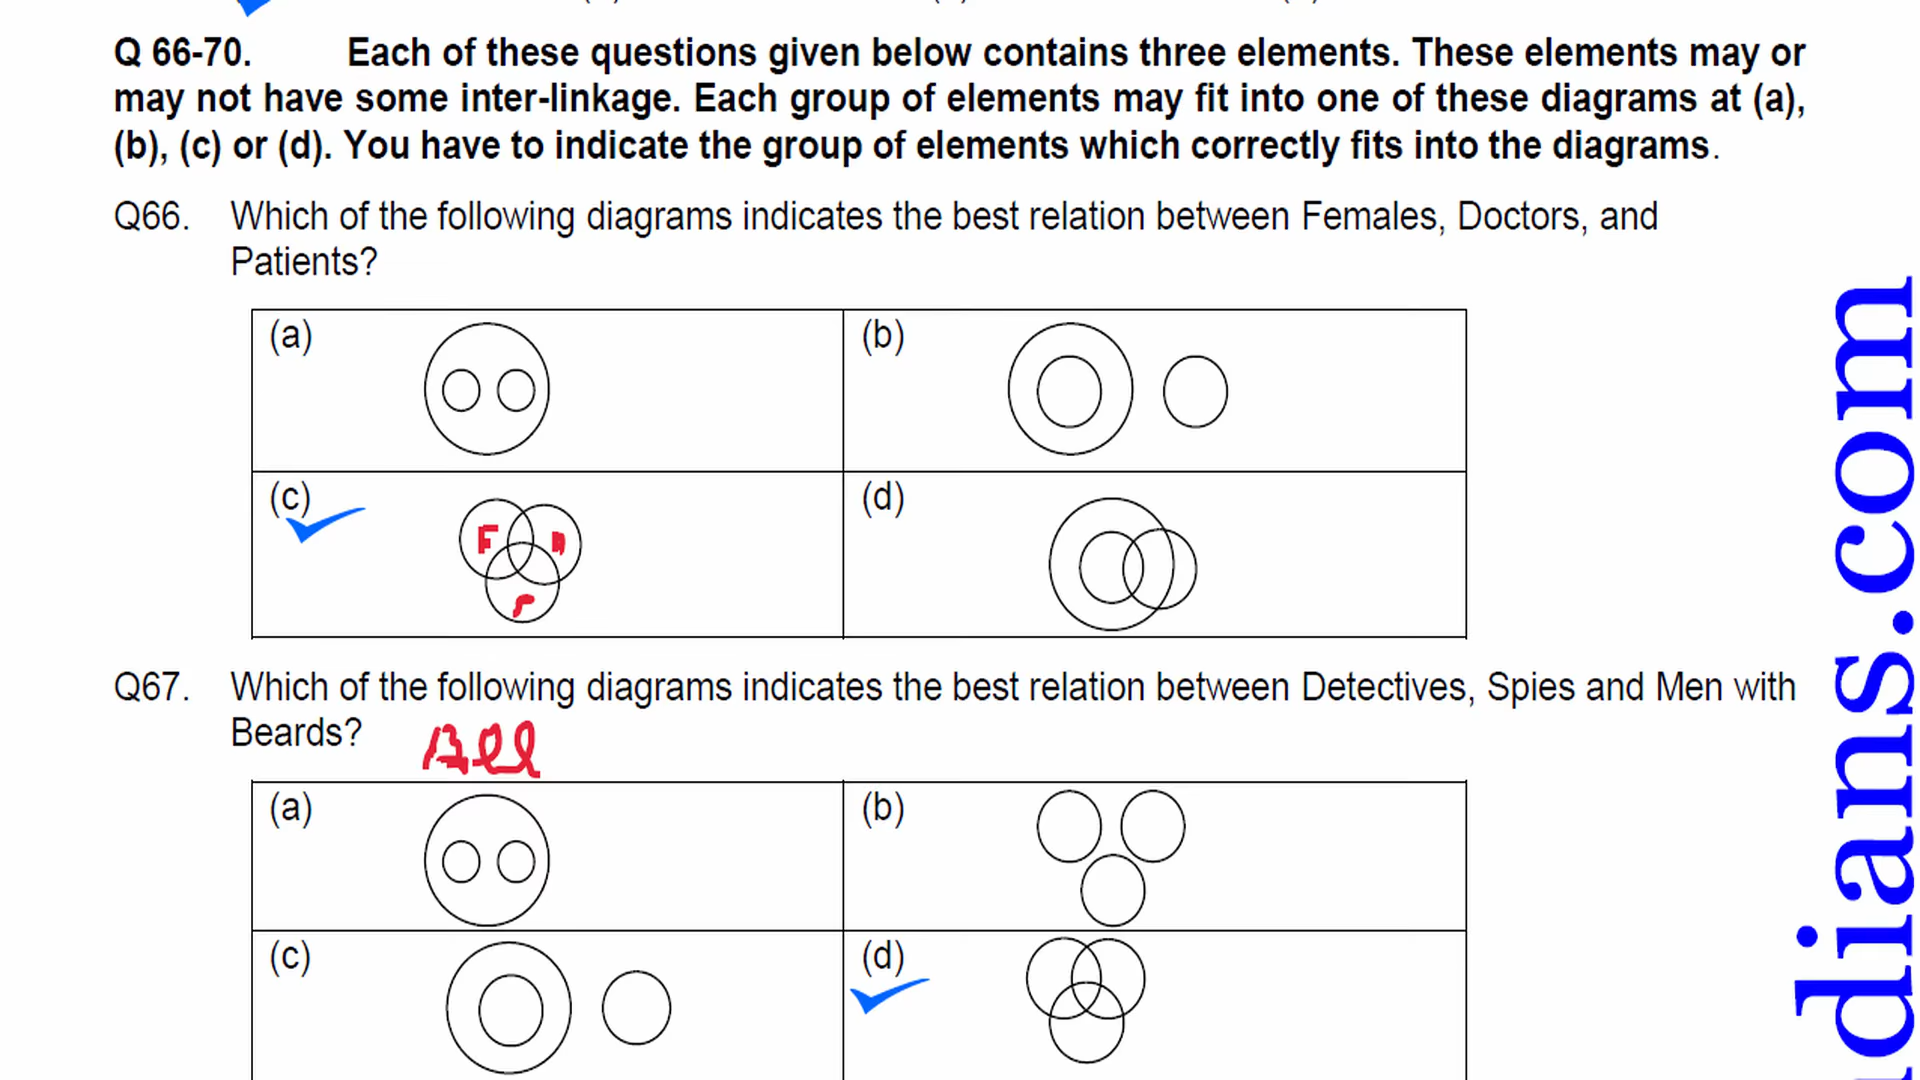 Q 66-70. Each of these questions given below contains three elements. These elements may or
may not have some inter-linkage. Each group of elements may fit into one of these diagrams at (a),
(b), (c) or (d). You have to indicate the group of elements which correctly fits into the diagrams.
Q66. Which of the following diagrams indicates the best relation between Females, Doctors, and
Patients?
(a) (b)
(c) (d)
F D
Q67. Which of the following diagrams indicates the best relation between Detectives, Spies and Men with
Beards? All
(a) (b)
(c) (d)
dians.com